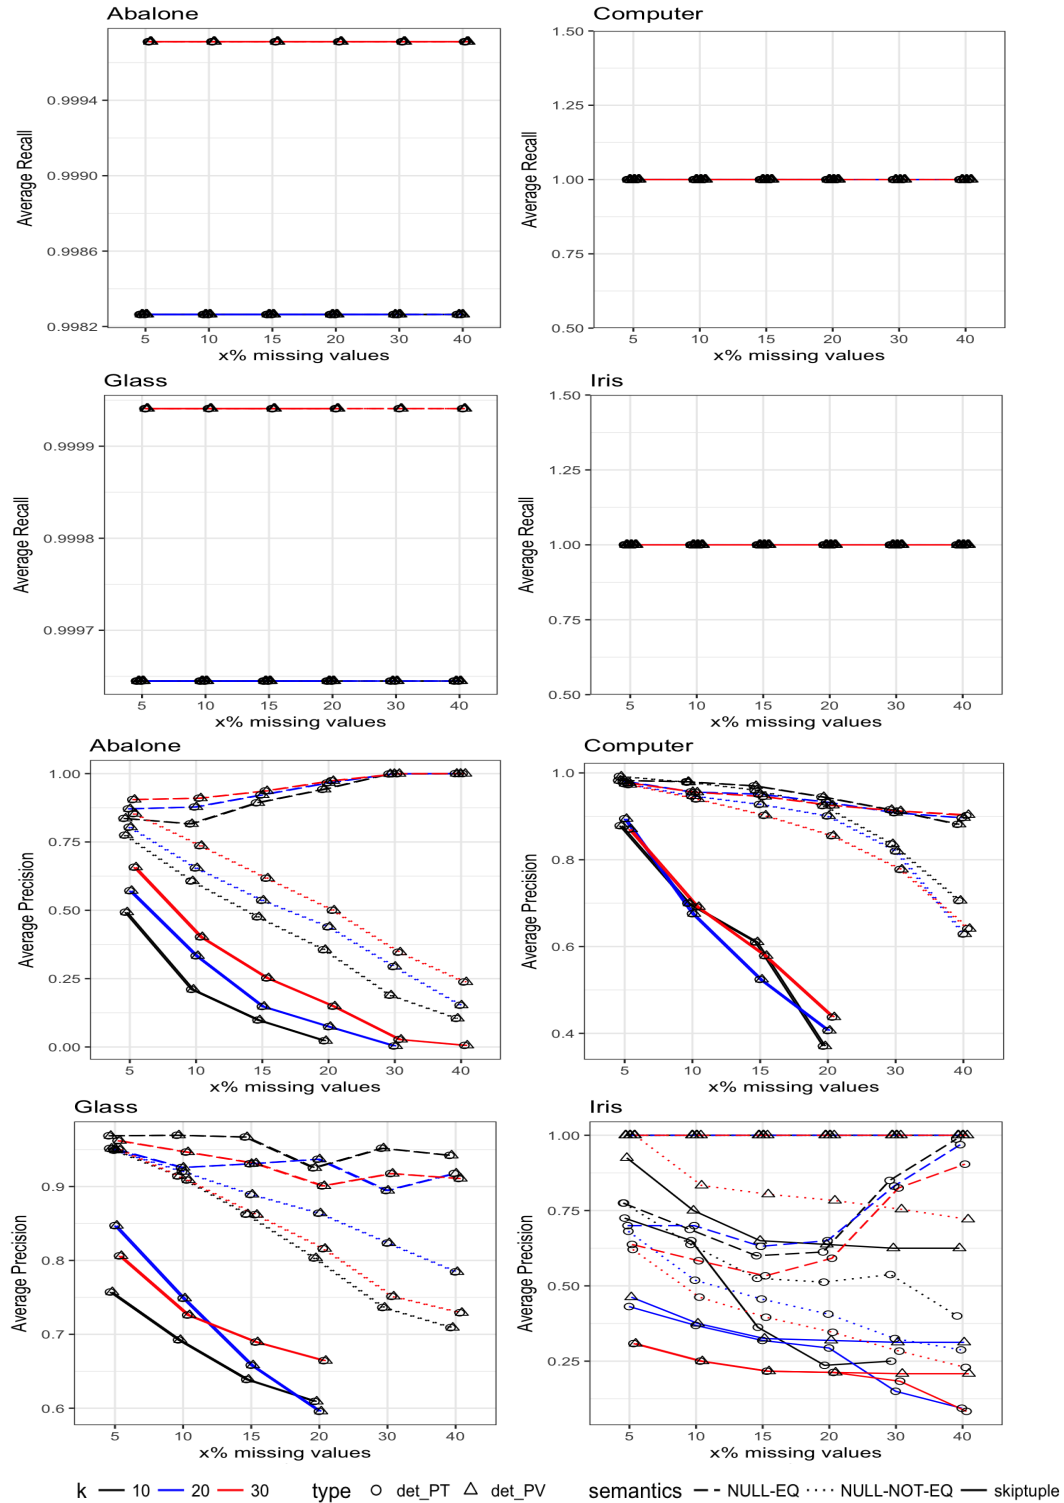 Abalone
Average Recall
0.9994
0.9990
0.9986
0.9982
5 10 15 20 30 40
x% missing values
Computer
Average Recall
1.50
1.25
1.00
0.75
0.50
5 10 15 20 30 40
x% missing values
Glass
Average Recall
0.9999
0.9998
0.9997
5 10 15 20 30 40
x% missing values
Iris
Average Recall
1.50
1.25
1.00
0.75
0.50
5 10 15 20 30 40
x% missing values
Abalone
Average Precision
1.00
0.75
0.50
0.25
0.00
5 10 15 20 30 40
x% missing values
Computer
Average Precision
1.0
0.8
0.6
0.4
5 10 15 20 30 40
x% missing values
Glass
Average Precision
0.9
0.8
0.7
0.6
5 10 15 20 30 40
x% missing values
Iris
Average Precision
1.00
0.75
0.50
0.25
5 10 15 20 30 40
x% missing values
k 10 20 30 type det_PT det_PV semantics NULL-EQ NULL-NOT-EQ skiptuple